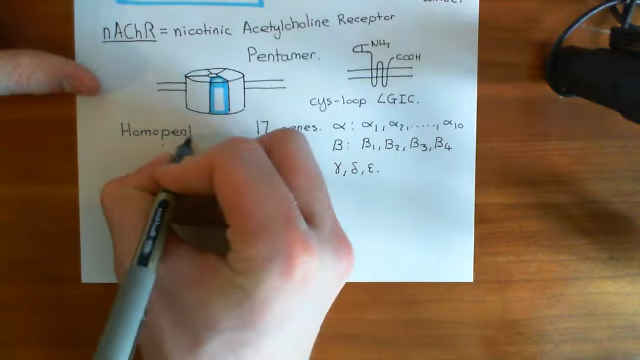 nAChR = nicotinic Acetylcholine Receptor
Pentamer.
NH₂
COOH
cys-loop LGIC.
Homopent
17 genes. α: α₁, α₂, ....., α₁₀
β: β₁, β₂, β₃, β₄
γ, δ, ε.